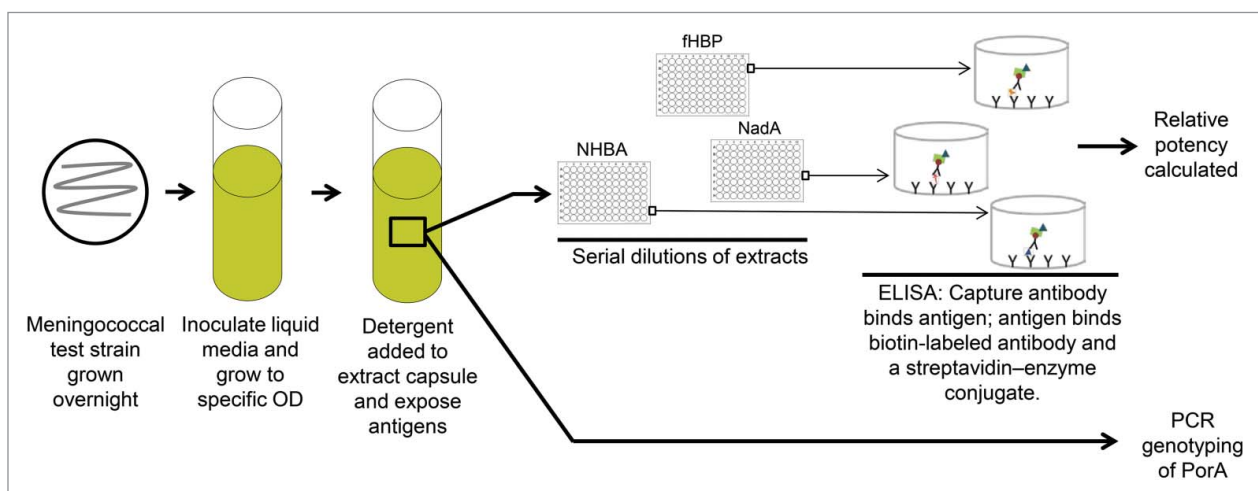 Meningococcal
test strain
grown
overnight
Inoculate liquid
media and
grow to
specific OD
Detergent
added to
extract capsule
and expose
antigens
fHBP
NadA
NHBA
Serial dilutions of extracts
ELISA: Capture antibody
binds antigen; antigen binds
biotin-labeled antibody and
a streptavidin–enzyme
conjugate.
Relative
potency
calculated
PCR
genotyping
of PorA